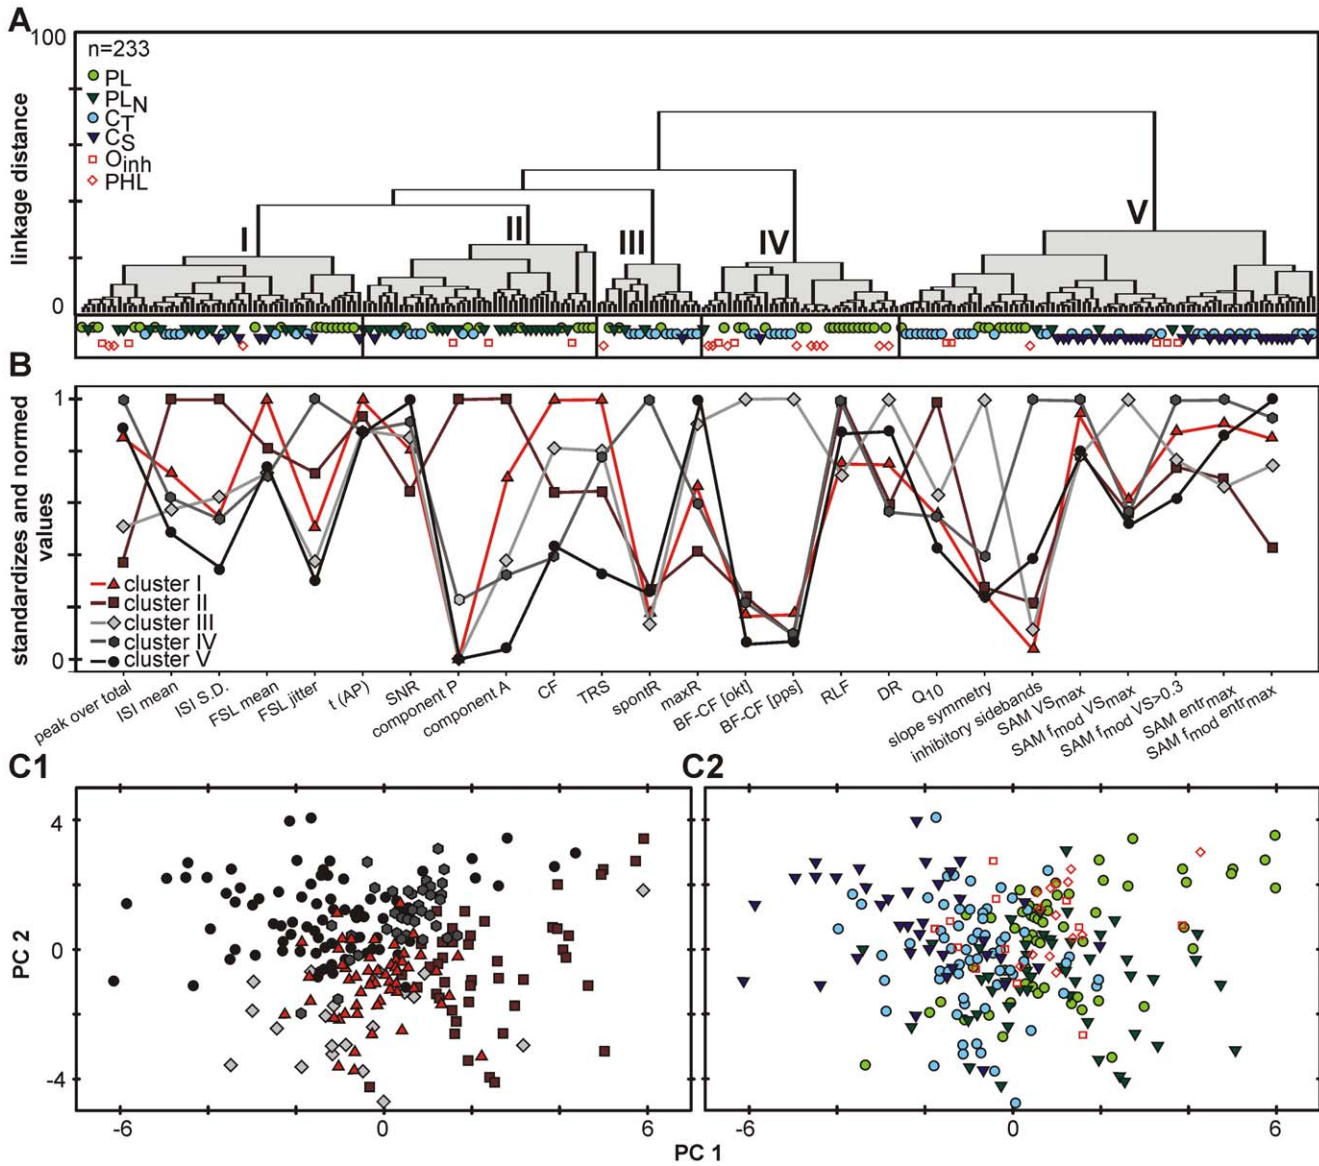 A
100
n=233
PL
PLN
CT
CS
Oinh
PHL
linkage distance
0
I
II
III
IV
V
B
1
standardizes and normed
values
0
cluster I
cluster II
cluster III
cluster IV
cluster V
peak over total
ISI mean
ISI S.D.
FSL mean
FSL jitter
t (AP)
SNR
component P
component A
CF
TRS
spontR
maxR
BF-CF [okt]
BF-CF [pps]
RLF
DR
Q10
slope symmetry
inhibitory sidebands
SAM VSmax
SAM fmod VSmax
SAM fmod VS>0.3
SAM entrmax
SAM fmod entrmax
C1
C2
4
0
-4
PC 2
-6
0
6
-6
0
6
PC 1